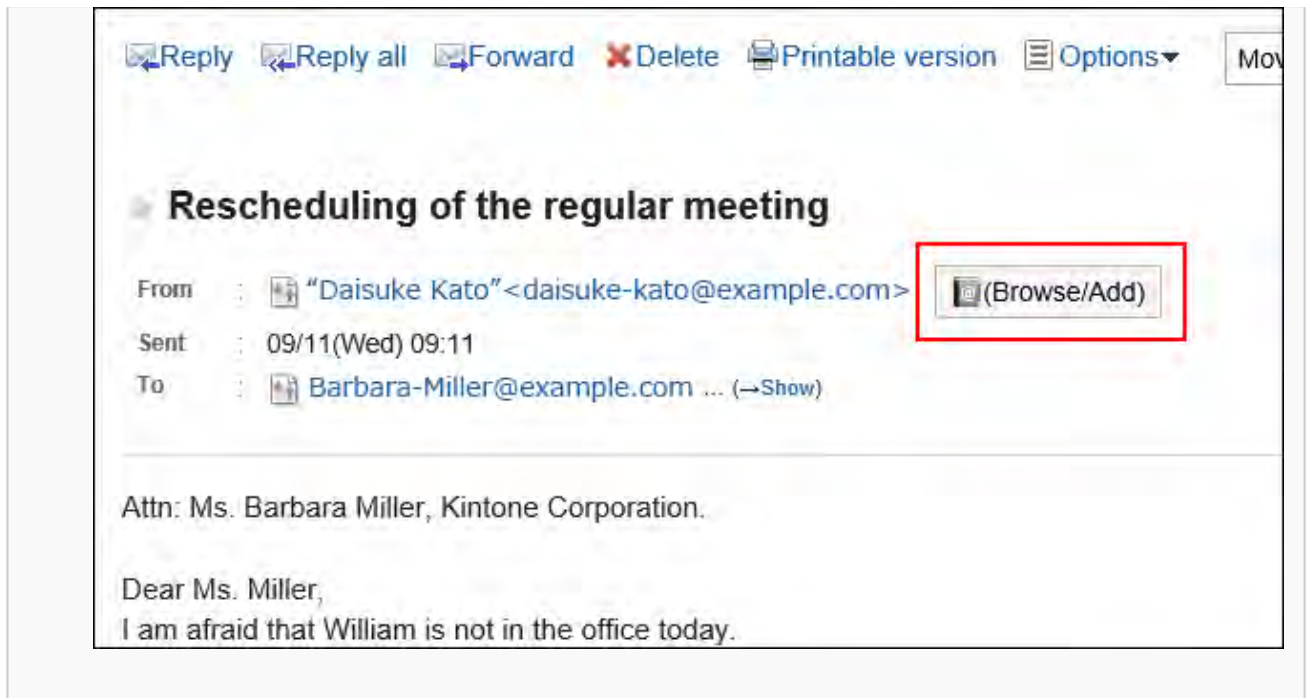 Reply Reply all Forward Delete Printable version Options▾ Mov
Rescheduling of the regular meeting
From : "Daisuke Kato"<daisuke-kato@example.com> (Browse/Add)
Sent : 09/11(Wed) 09:11
To : Barbara-Miller@example.com ... (→Show)
Attn: Ms. Barbara Miller, Kintone Corporation.
Dear Ms. Miller,
I am afraid that William is not in the office today.